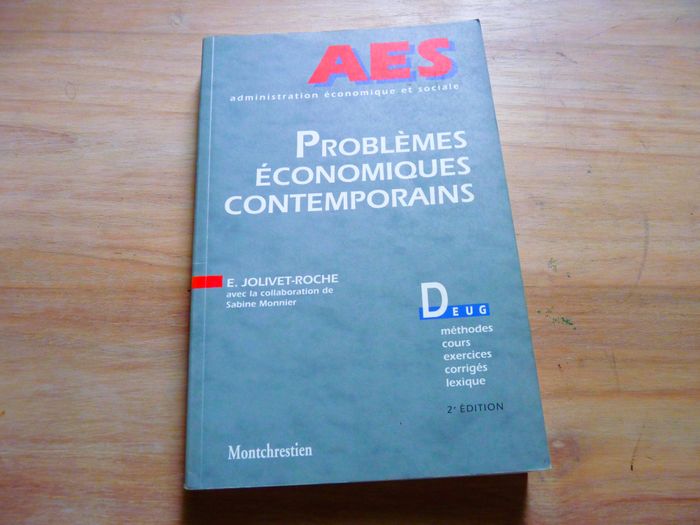 AES
administration économique et sociale
PROBLÈMES
ÉCONOMIQUES
CONTEMPORAINS
E. JOLIVET-ROCHE
avec la collaboration de
Sabine Monnier
DEUG
méthodes
cours
exercices
corrigés
lexique
2e ÉDITION
Montchrestien